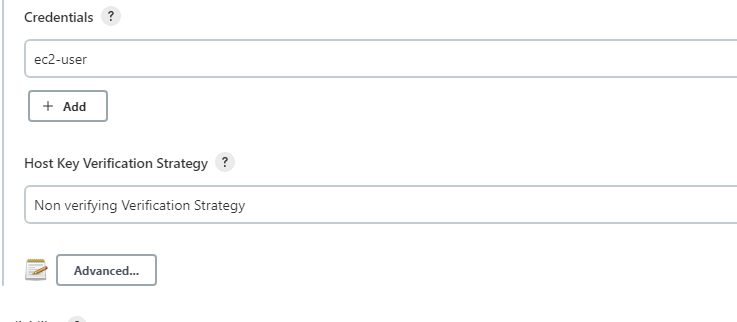 Credentials ?
ec2-user
+ Add
Host Key Verification Strategy ?
Non verifying Verification Strategy
Advanced...